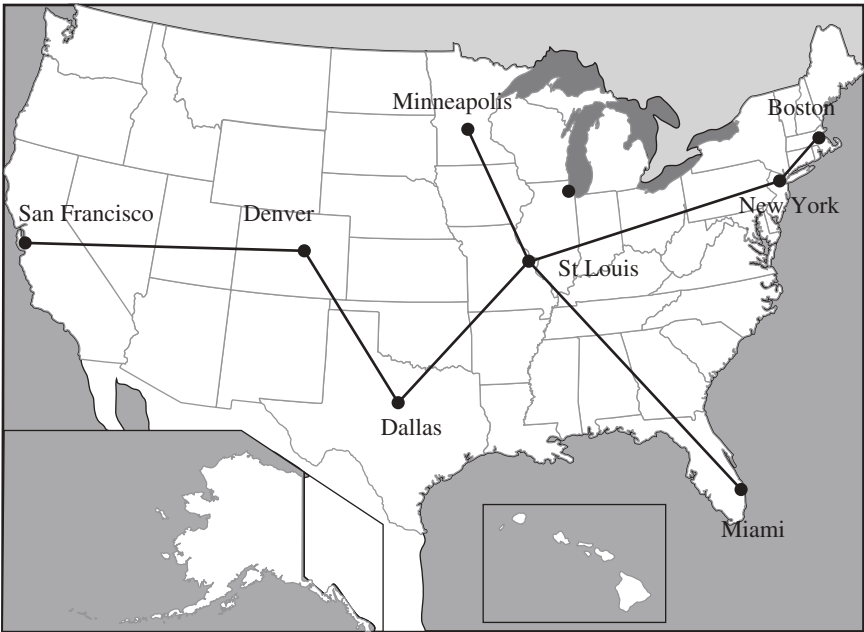 Minneapolis
Boston
San Francisco
Denver
New York
St Louis
Dallas
Miami